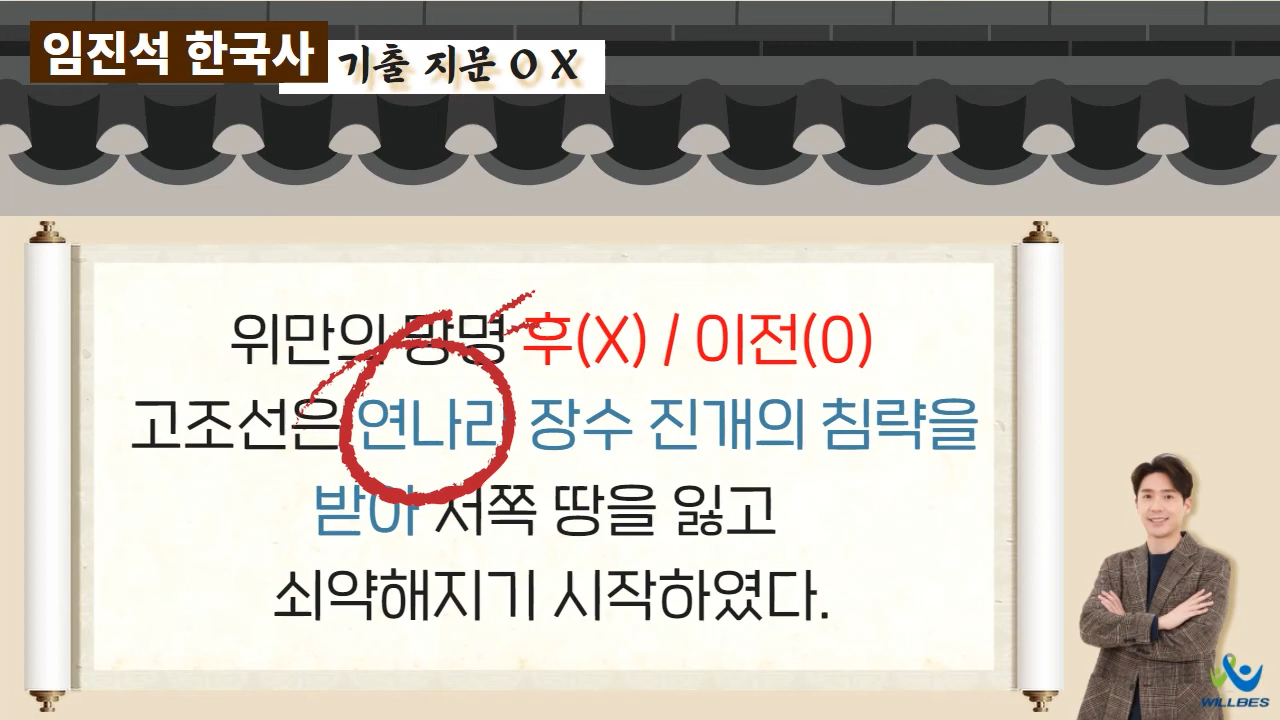 임진석 한국사
기출 지문 O X
위만의 망명 후(X) / 이전(O)
고조선은 연나라 장수 진개의 침략을
받아 서쪽 땅을 잃고
쇠약해지기 시작하였다.
WILLBES